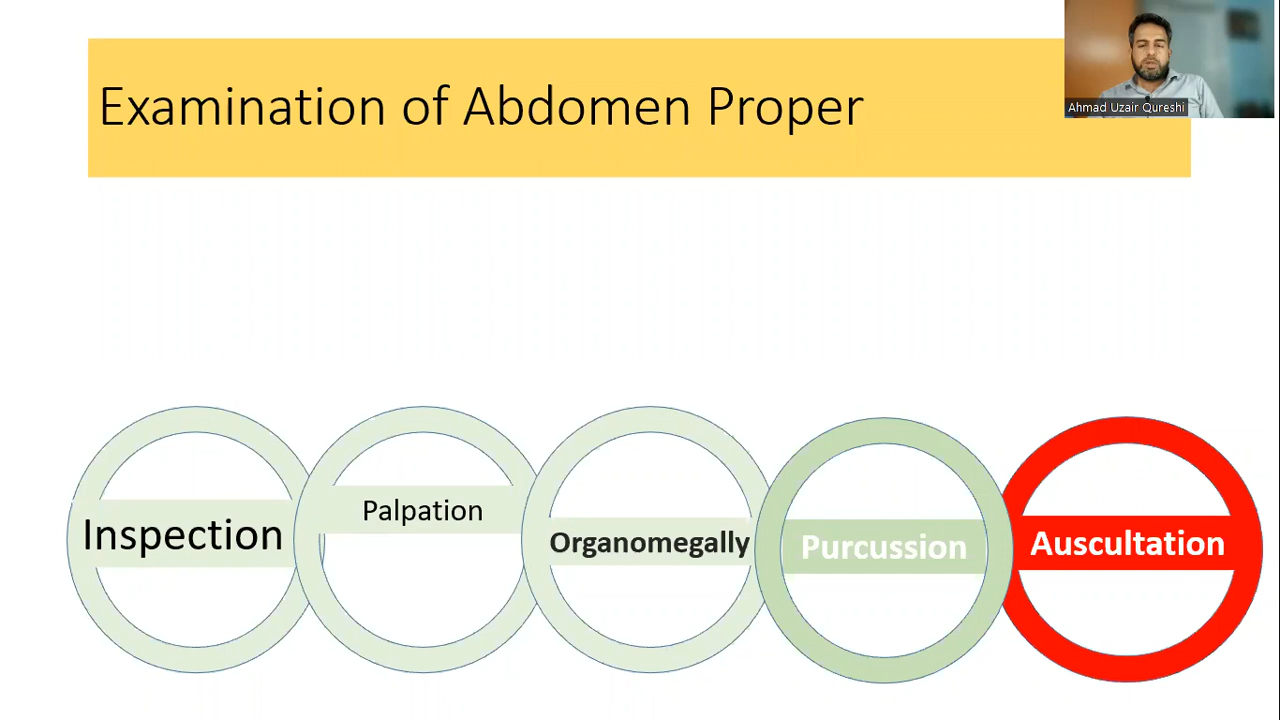 Examination of Abdomen Proper
Ahmad Uzair Qureshi
Inspection
Palpation
Organomegally
Purcussion
Auscultation